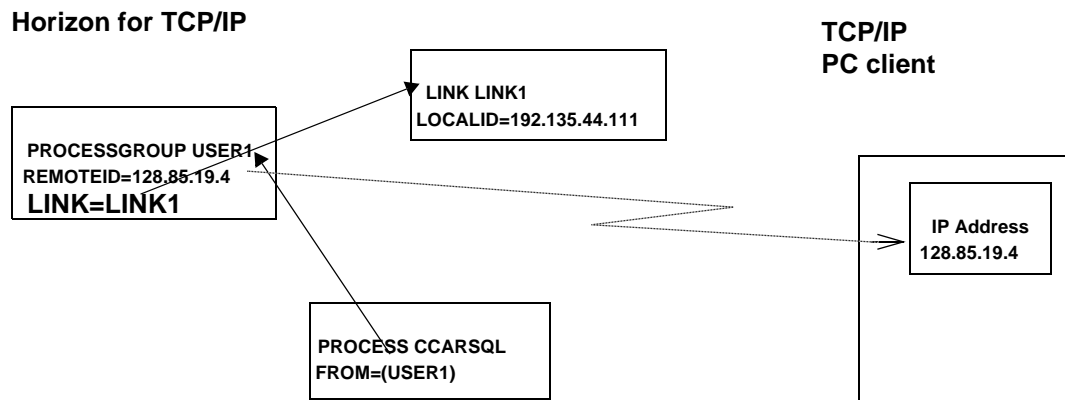 Horizon for TCP/IP
TCP/IP
PC client
LINK LINK1
LOCALID=192.135.44.111
PROCESSGROUP USER1
REMOTEID=128.85.19.4
LINK=LINK1
IP Address
128.85.19.4
PROCESS CCARSQL
FROM=(USER1)